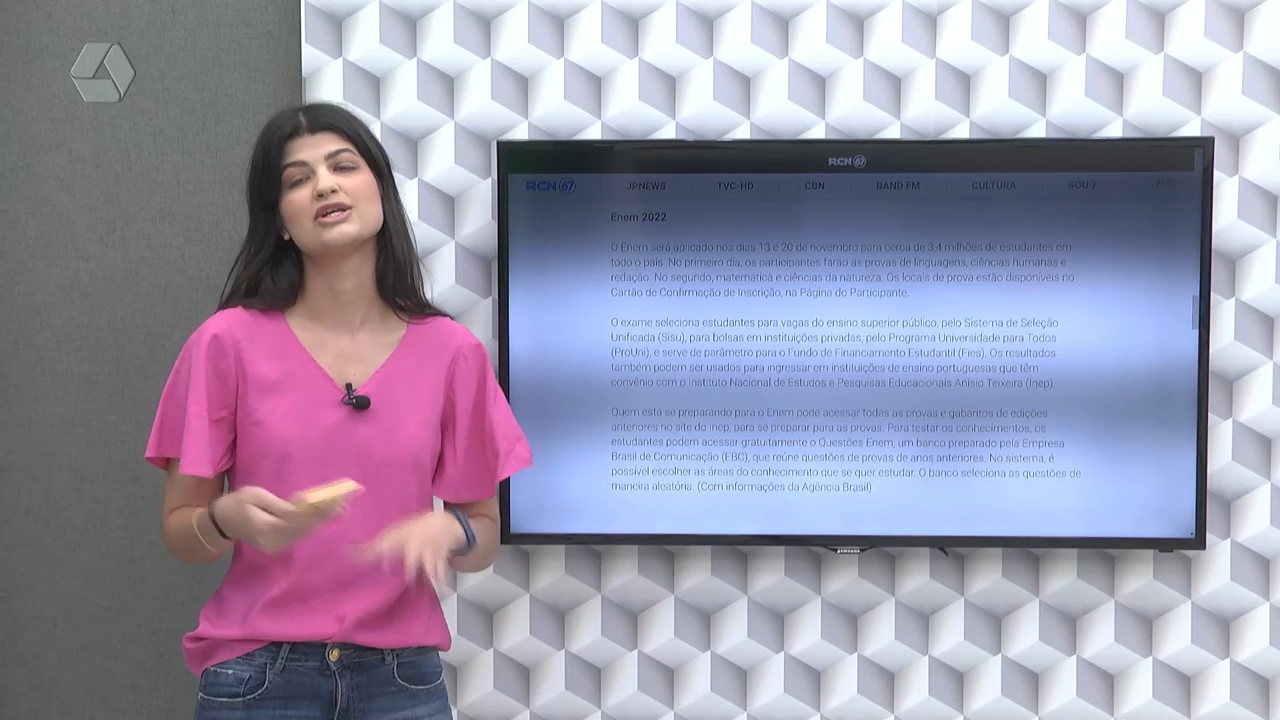 RCN 67
RCN 67 JPNEWS TVC-HD CBN BAND FM CULTURA SOU 7
Enem 2022
O Enem será aplicado nos dias 13 e 20 de novembro para cerca de 3,4 milhões de estudantes em
todo o país. No primeiro dia, os participantes farão as provas de linguagens, ciências humanas e
redação. No segundo, matemática e ciências da natureza. Os locais de prova estão disponíveis no
Cartão de Confirmação de Inscrição, na Página do Participante.
O exame seleciona estudantes para vagas do ensino superior público, pelo Sistema de Seleção
Unificada (Sisu), para bolsas em instituições privadas, pelo Programa Universidade para Todos
(ProUni), e serve de parâmetro para o Fundo de Financiamento Estudantil (Fies). Os resultados
também podem ser usados para ingressar em instituições de ensino portuguesas que têm
convênio com o Instituto Nacional de Estudos e Pesquisas Educacionais Anísio Teixeira (Inep)
Quem está se preparando para o Enem pode acessar todas as provas e gabaritos de edições
anteriores no site do Inep, para se preparar para as provas. Para testar os conhecimentos, os
estudantes podem acessar gratuitamente o Questões Enem, um banco preparado pela Empresa
Brasil de Comunicação (EBC), que reúne questões de provas de anos anteriores. No sistema, é
possível escolher as áreas do conhecimento que se quer estudar. O banco seleciona as questões de
maneira aleatória. (Com informações da Agência Brasil)
SAMSUNG